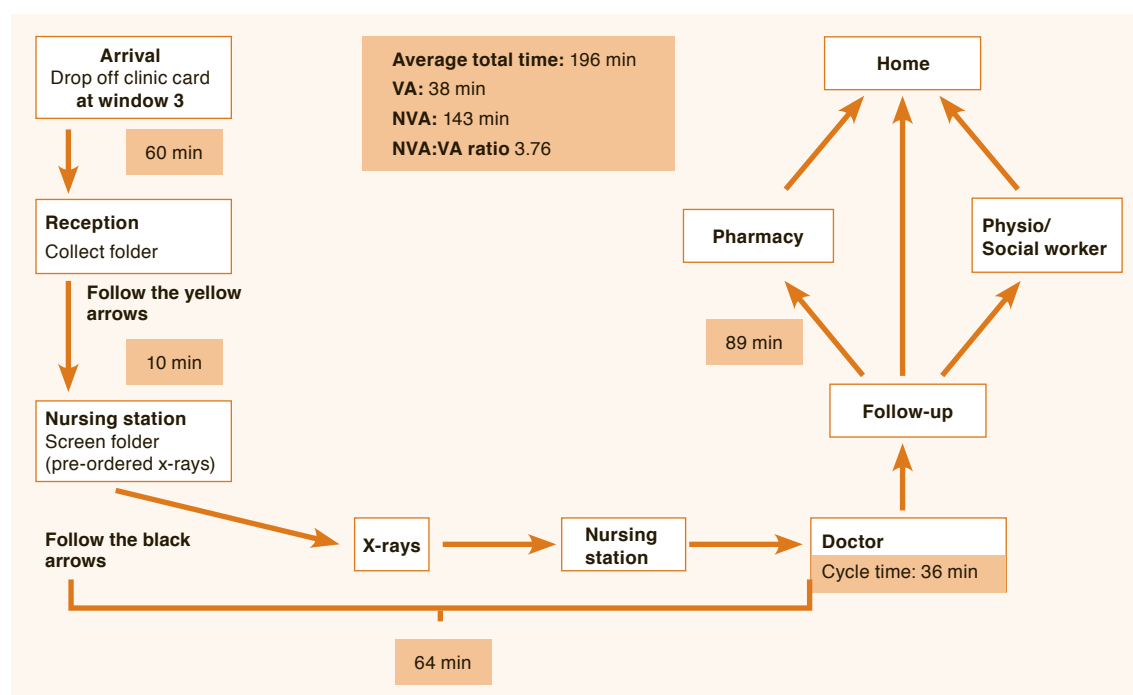 Arrival
Drop off clinic card
at window 3
60 min
Reception
Collect folder
Follow the yellow
arrows
10 min
Nursing station
Screen folder
(pre-ordered x-rays)
Follow the black
arrows
X-rays
Nursing
station
Doctor
Cycle time: 36 min
64 min
Average total time: 196 min
VA: 38 min
NVA: 143 min
NVA:VA ratio 3.76
Follow-up
89 min
Pharmacy
Physio/
Social worker
Home